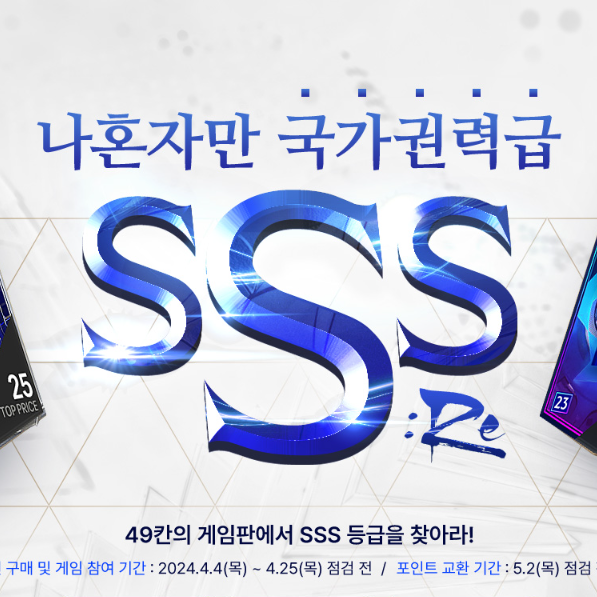 나혼자만 국가권력급
SSS
:Re
25
TOP PRICE
23
49칸의 게임판에서 SSS 등급을 찾아라!
구매 및 게임 참여 기간 : 2024.4.4(목) ~ 4.25(목) 점검 전 / 포인트 교환 기간 : 5.2(목) 점검